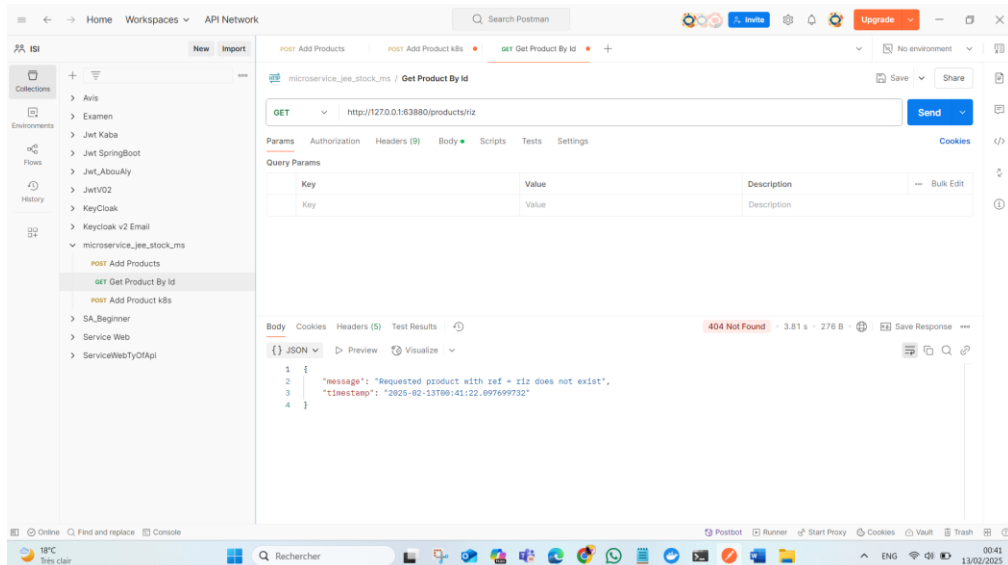 Home Workspaces API Network Search Postman Invite Upgrade
ISI New Import POST Add Products POST Add Product k8s GET Get Product By Id No environment
Collections
Environments
Flows
History
Avis
Examen
Jwt Kaba
Jwt SpringBoot
Jwt_AbouAly
JwtV02
KeyCloak
Keycloak v2 Email
microservice_jee_stock_ms
POST Add Products
GET Get Product By Id
POST Add Product k8s
SA_Beginner
Service Web
ServiceWebTyOfApi
HTTP microservice_jee_stock_ms / Get Product By Id Save Share
GET http://127.0.0.1:63880/products/riz Send
Params Authorization Headers (9) Body Scripts Tests Settings Cookies
Query Params
Key Value Description Bulk Edit
Key Value Description
Body Cookies Headers (5) Test Results 404 Not Found 3.81 s 276 B Save Response
{} JSON Preview Visualize
1 {
2 "message": "Requested product with ref = riz does not exist",
3 "timestamp": "2025-02-13T00:41:22.097699732"
4 }
Online Find and replace Console Postbot Runner Start Proxy Cookies Vault Trash
18°C
Très clair
Rechercher
ENG
00:41
13/02/2025